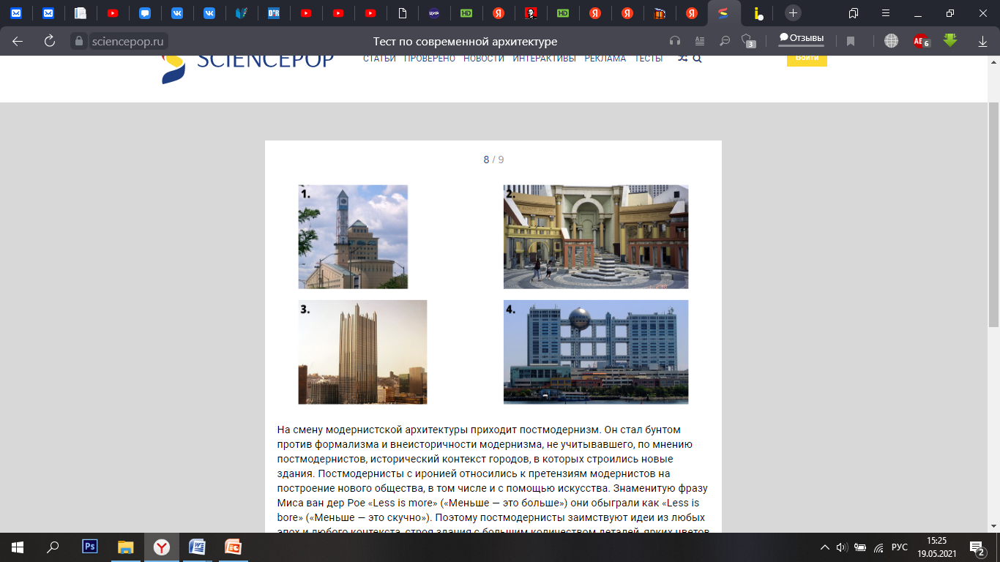 sciencepop.ru
Тест по современной архитектуре
3
Отзывы
6
SCIENCEPOP
СТАТЬИ ПРОВЕРЕНО НОВОСТИ ИНТЕРАКТИВЫ РЕКЛАМА ТЕСТЫ
Войти
8 / 9
1.
2.
3.
4.
На смену модернистской архитектуры приходит постмодернизм. Он стал бунтом
против формализма и внеисторичности модернизма, не учитывавшего, по мнению
постмодернистов, исторический контекст городов, в которых строились новые
здания. Постмодернисты с иронией относились к претензиям модернистов на
построение нового общества, в том числе и с помощью искусства. Знаменитую фразу
Миса ван дер Рое «Less is more» («Меньше — это больше») они обыграли как «Less is
bore» («Меньше — это скучно»). Поэтому постмодернисты заимствуют идеи из любых
эпох и любого контекста, строя здания с большим количеством деталей, ярких цветов
РУС
15:25
19.05.2021
2